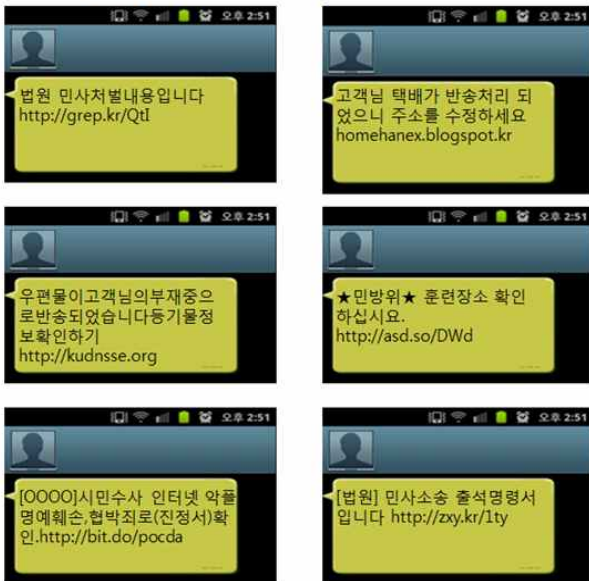 오후 2:51
법원 민사처벌내용입니다
http://grep.kr/QtI
오후 2:51
고객님 택배가 반송처리 되
었으니 주소를 수정하세요
homehanex.blogspot.kr
오후 2:51
우편물이고객님의부재중으
로반송되었습니다등기물정
보확인하기
http://kudnsse.org
오후 2:51
★민방위★ 훈련장소 확인
하십시요.
http://asd.so/DWd
오후 2:51
[OOOO]시민수사 인터넷 악플
명예훼손,협박죄로(진정서)확
인.http://bit.do/pocda
오후 2:51
[법원] 민사소송 출석명령서
입니다 http://zxy.kr/1ty